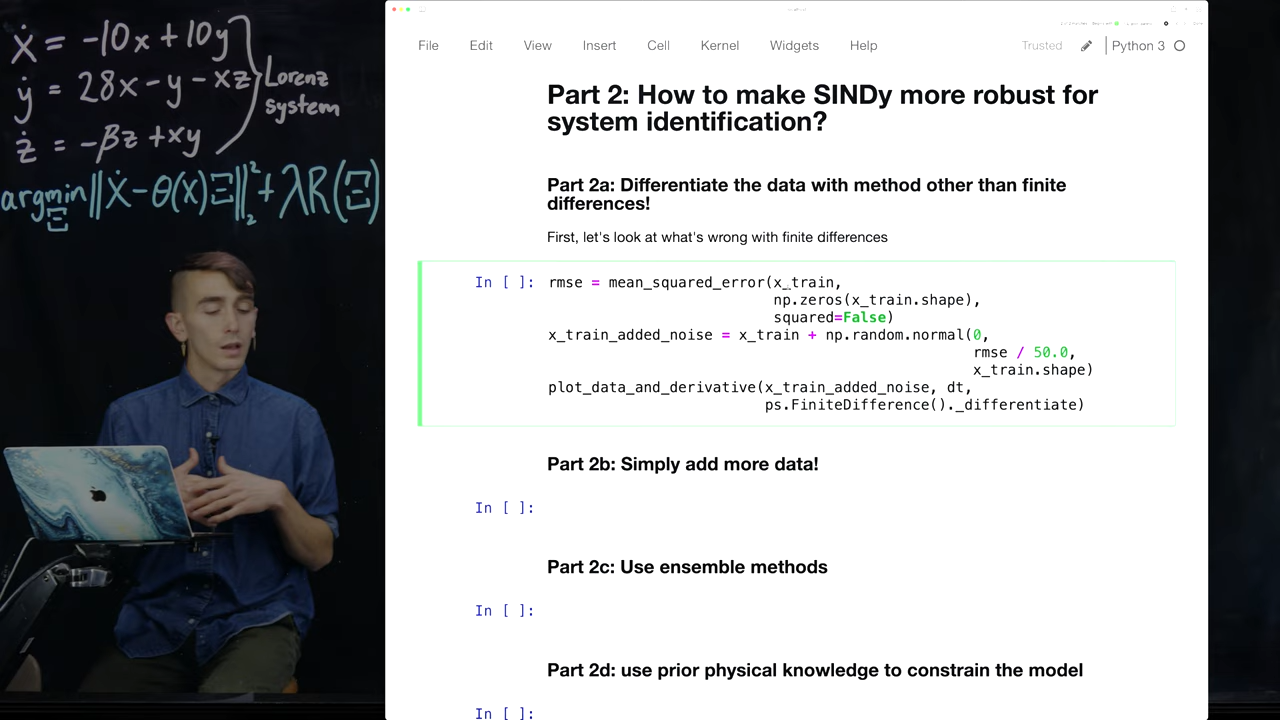 ẋ = -10x + 10y
ẏ = 28x - y - xz
ż = -βz + xy
Lorenz
system
argmin ||Ẋ - Θ(X)Ξ||₂² + λR(Ξ)
Ξ
File Edit View Insert Cell Kernel Widgets Help Trusted Python 3
Part 2: How to make SINDy more robust for
system identification?
Part 2a: Differentiate the data with method other than finite
differences!
First, let's look at what's wrong with finite differences
In [ ]: rmse = mean_squared_error(x_train,
np.zeros(x_train.shape),
squared=False)
x_train_added_noise = x_train + np.random.normal(0,
rmse / 50.0,
x_train.shape)
plot_data_and_derivative(x_train_added_noise, dt,
ps.FiniteDifference()._differentiate)
Part 2b: Simply add more data!
In [ ]:
Part 2c: Use ensemble methods
In [ ]:
Part 2d: use prior physical knowledge to constrain the model
In [ ]: